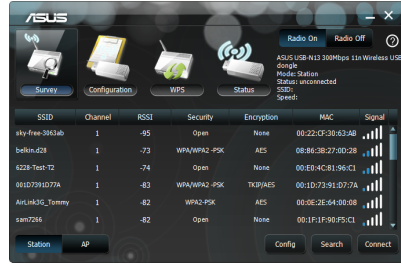 ASUS
Radio On Radio Off
ASUS USB-N13 300Mbps 11n Wireless USB
dongle
Mode: Station
Status: unconnected
SSID:
Speed:
Survey Configuration WPS Status
SSID Channel RSSI Security Encryption MAC Signal
sky-free-3063ab 1 -95 Open None 00:22:CF:30:63:AB
belkin.d28 1 -73 WPA/WPA2 -PSK AES 08:86:3B:27:0D:28
6228-Test-T2 1 -74 Open None 00:E0:4C:81:96:C1
001D7391D77A 1 -83 WPA/WPA2 -PSK TKIP/AES 00:1D:73:91:D7:7A
AirLink3G_Tommy 1 -82 WPA2-PSK AES 00:0E:2E:64:00:08
sam7266 1 -82 Open None 00:1F:1F:90:F5:C1
Station AP Config Search Connect